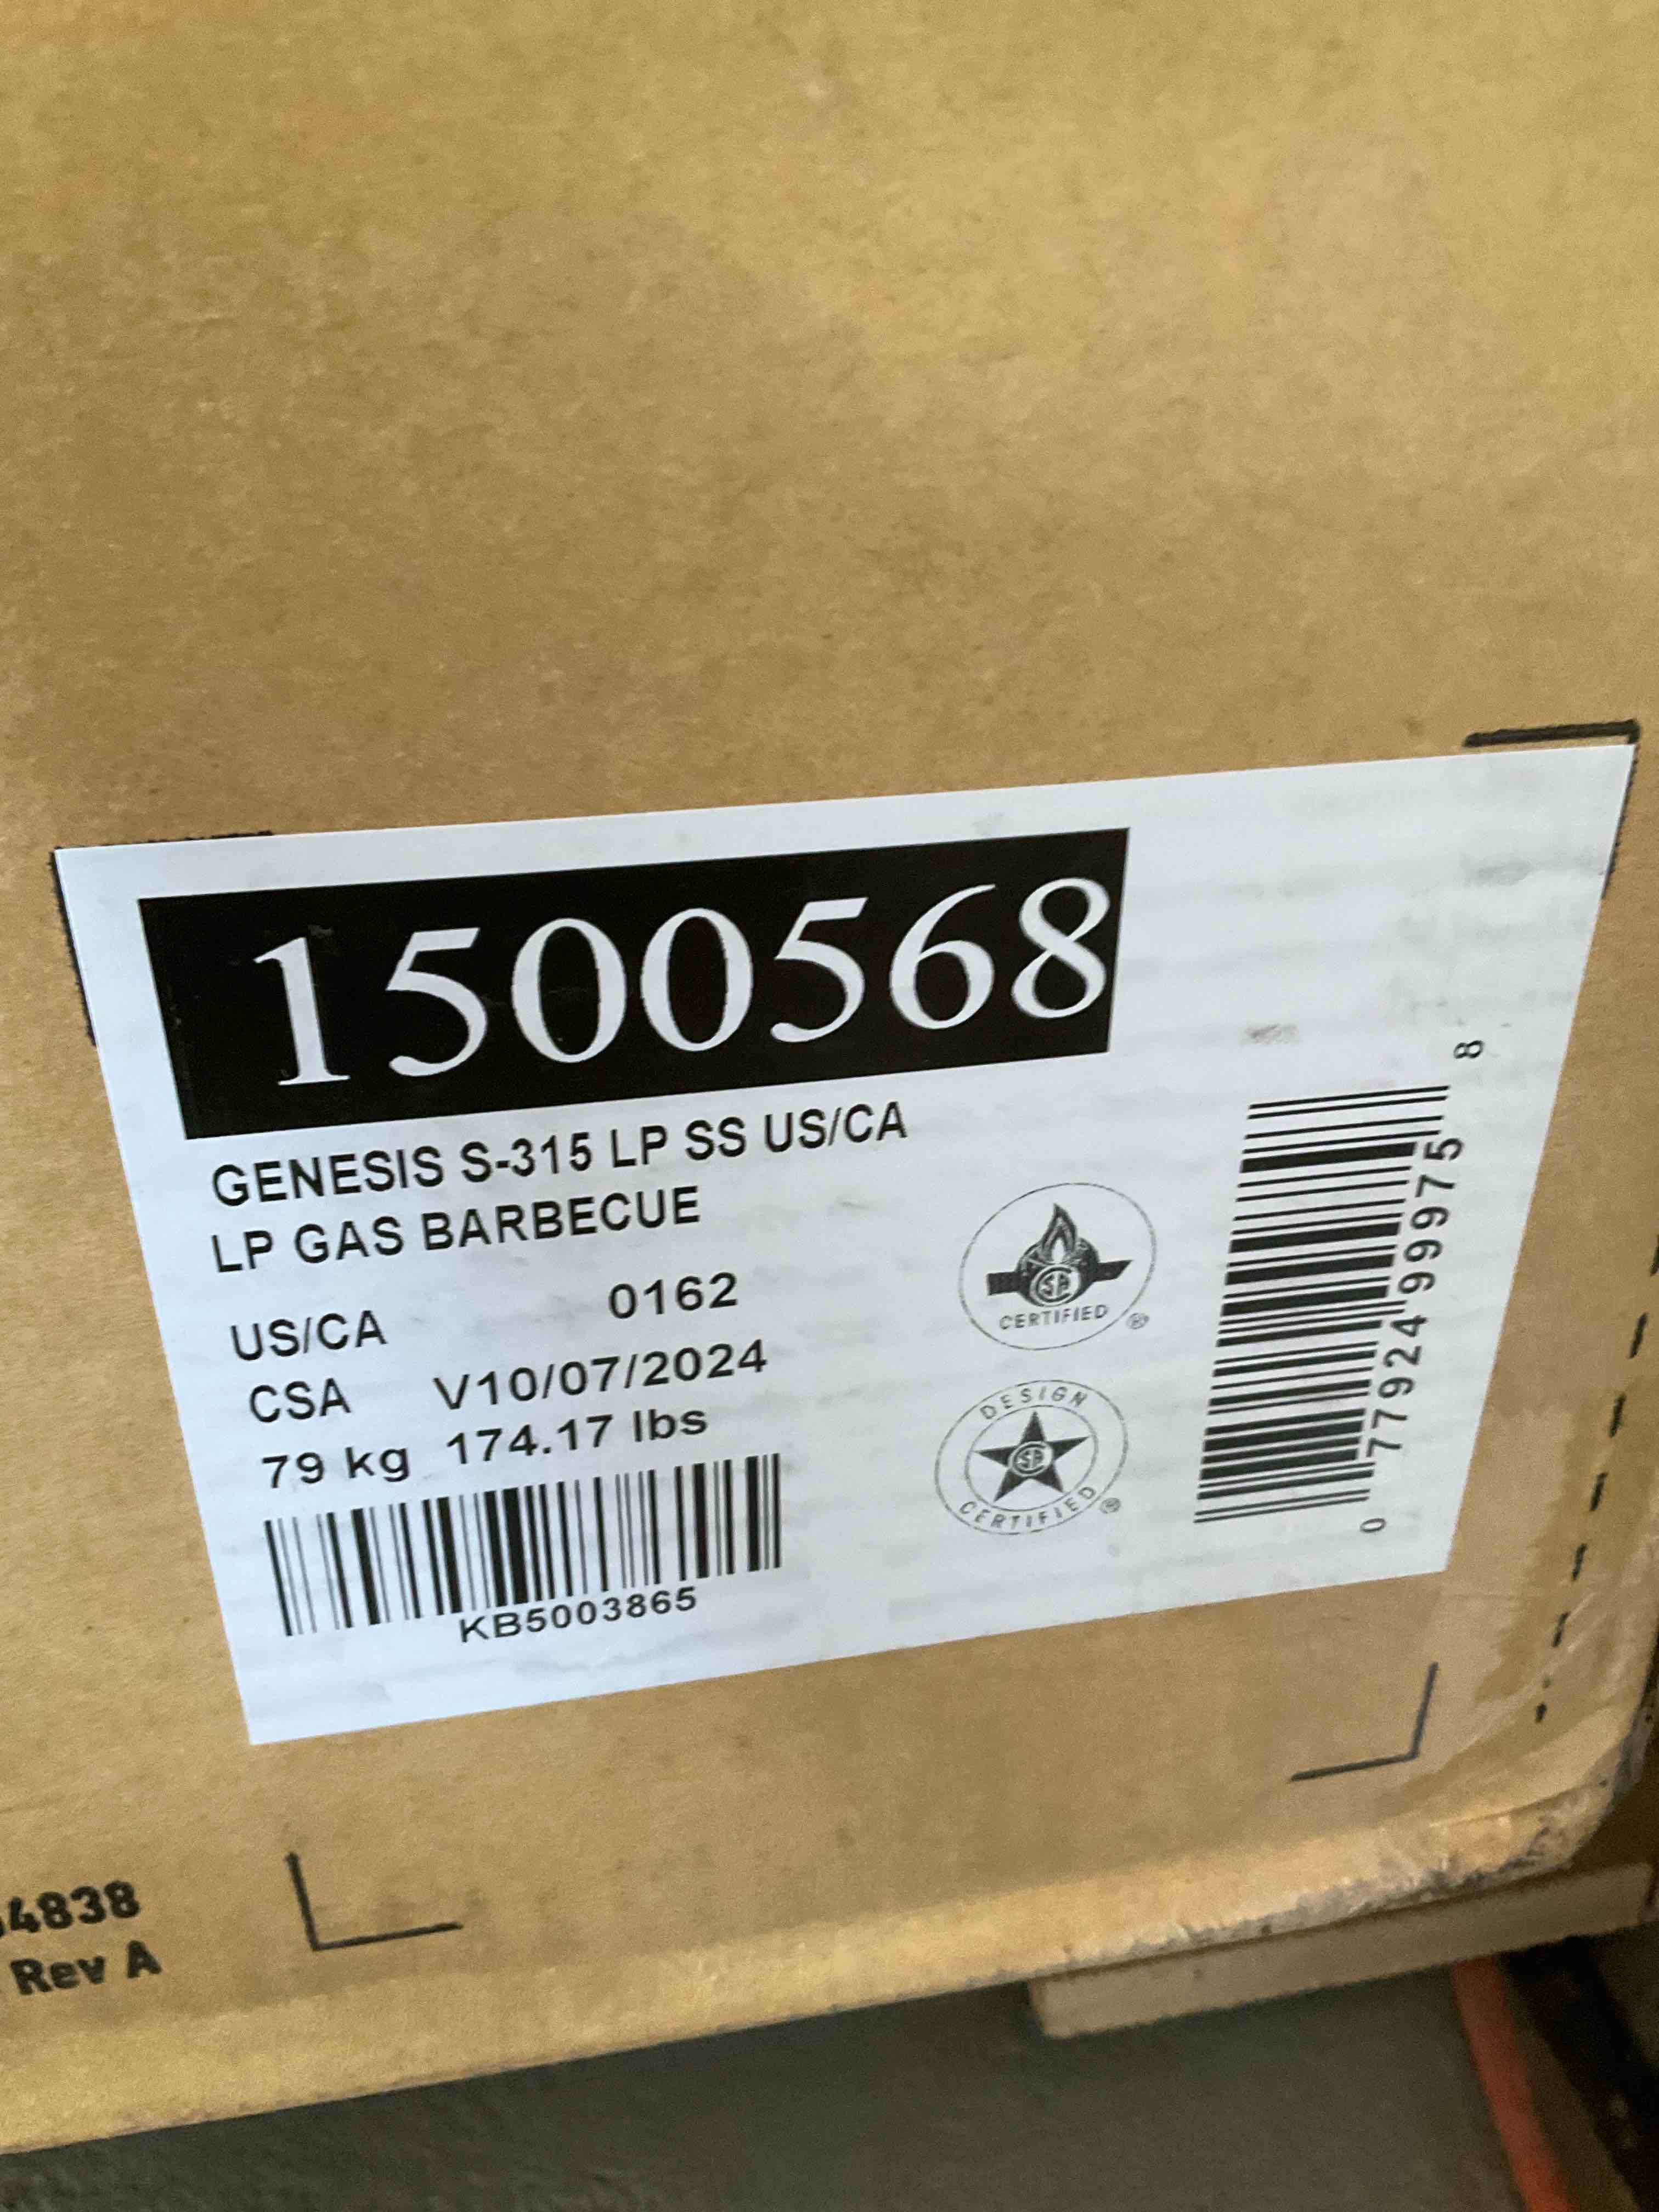 1500568
GENESIS S-315 LP SS US/CA
LP GAS BARBECUE
US/CA 0162
CSA V10/07/2024
79 kg 174.17 lbs
KB5003865
CERTIFIED ®
DESIGN
CERTIFIED ®
0 77924 99975 8
4838
Rev A